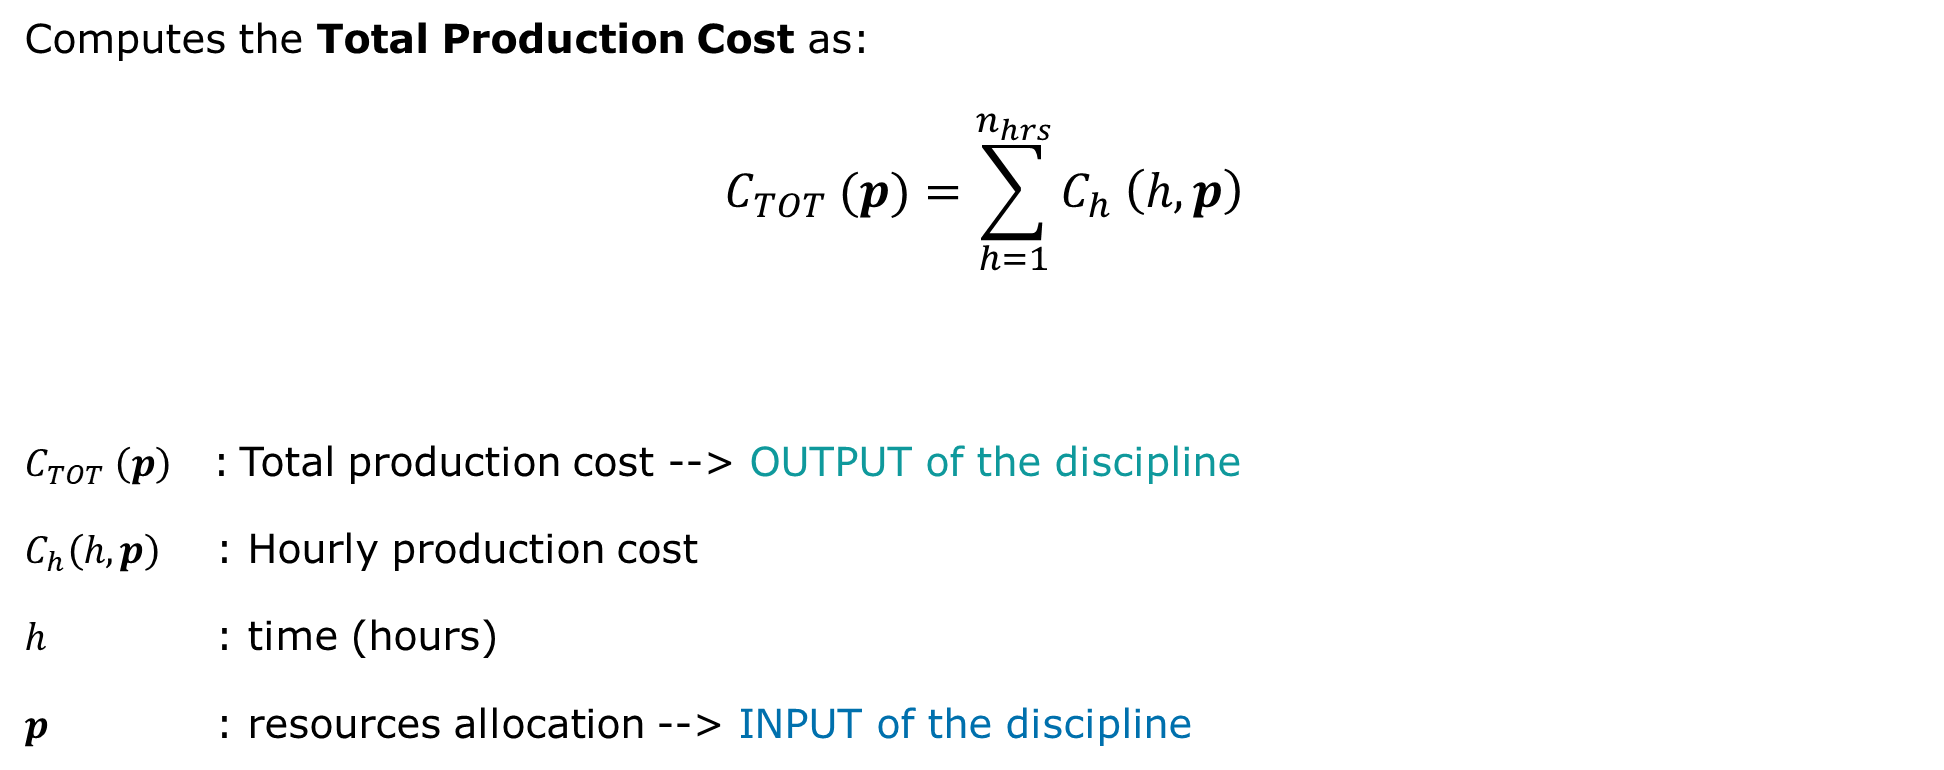 Computes the Total Production Cost as:
n_hrs
C_TOT (p) = ∑ C_h (h, p)
h=1
C_TOT (p) : Total production cost --> OUTPUT of the discipline
C_h (h, p) : Hourly production cost
h : time (hours)
p : resources allocation --> INPUT of the discipline